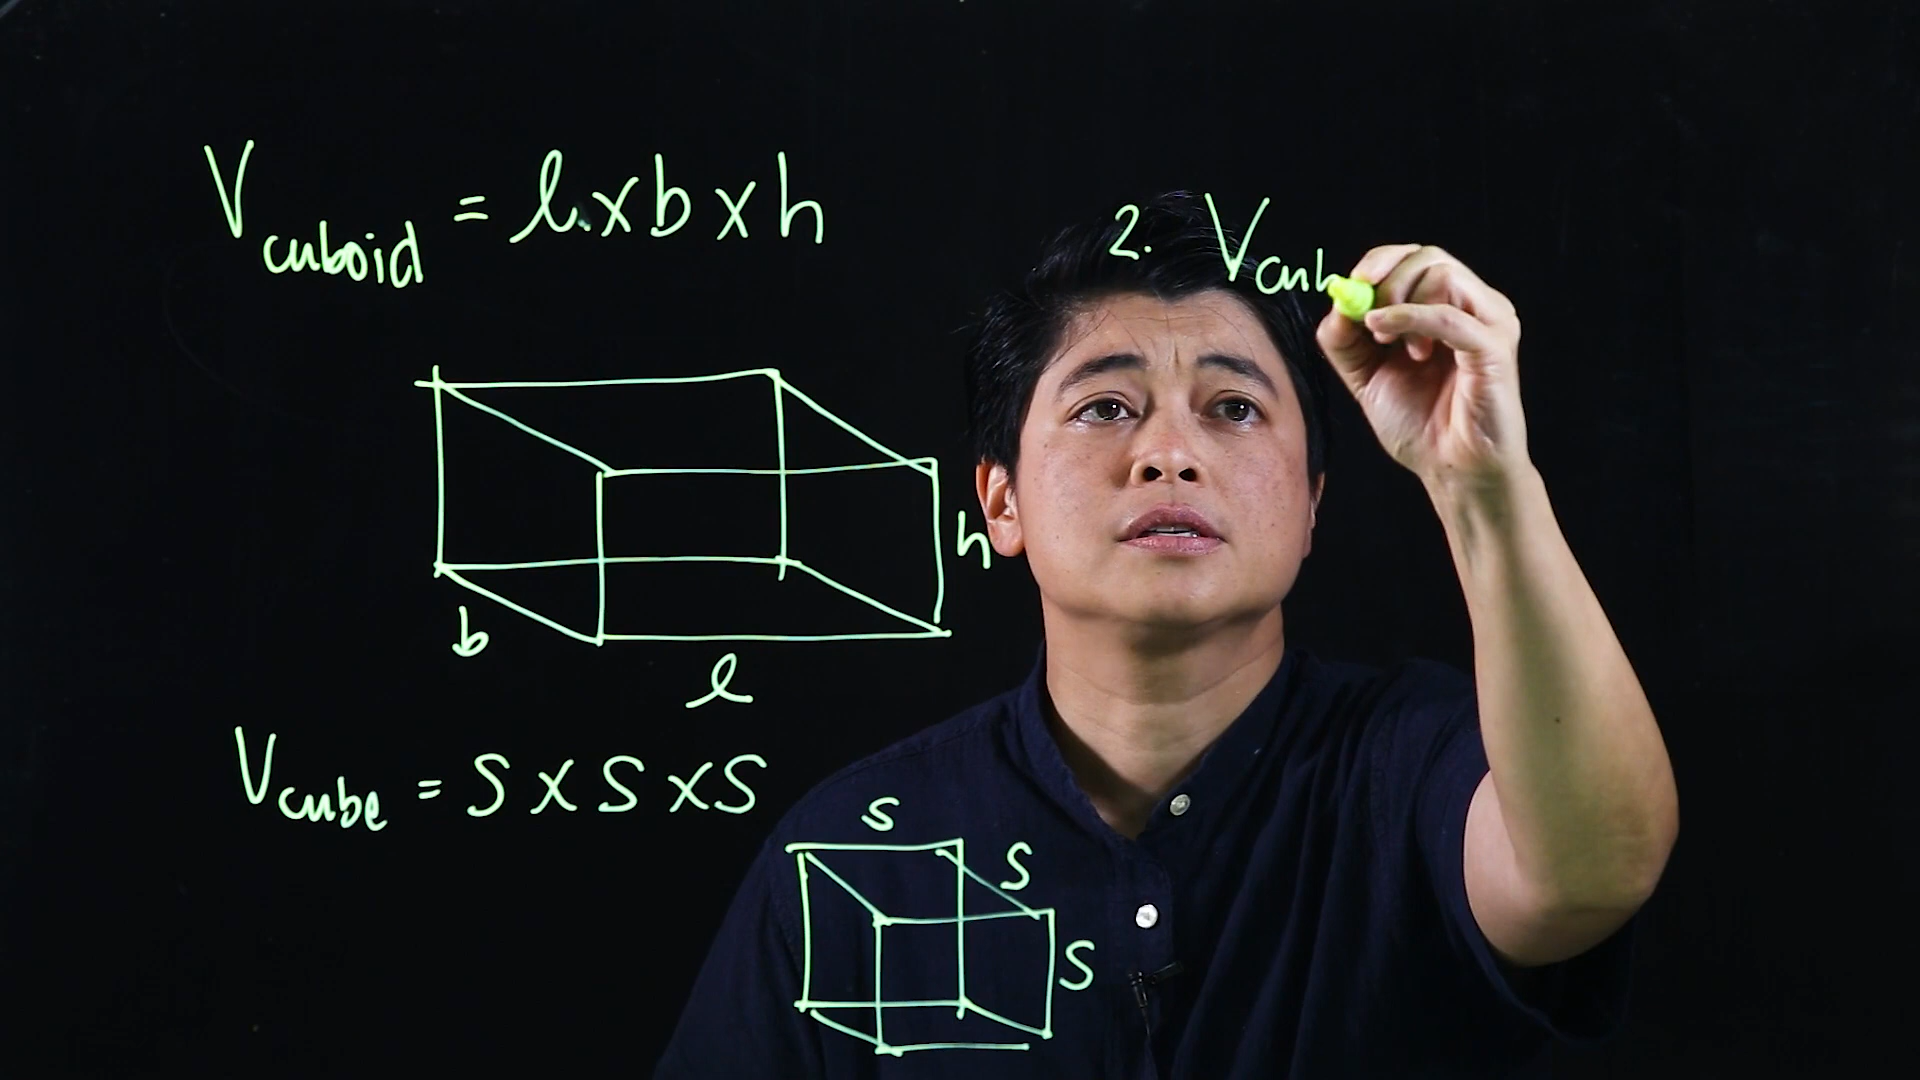 V cuboid = l x b x h
2. V cub
h
b
l
V cube = S x S x S
S
S
S